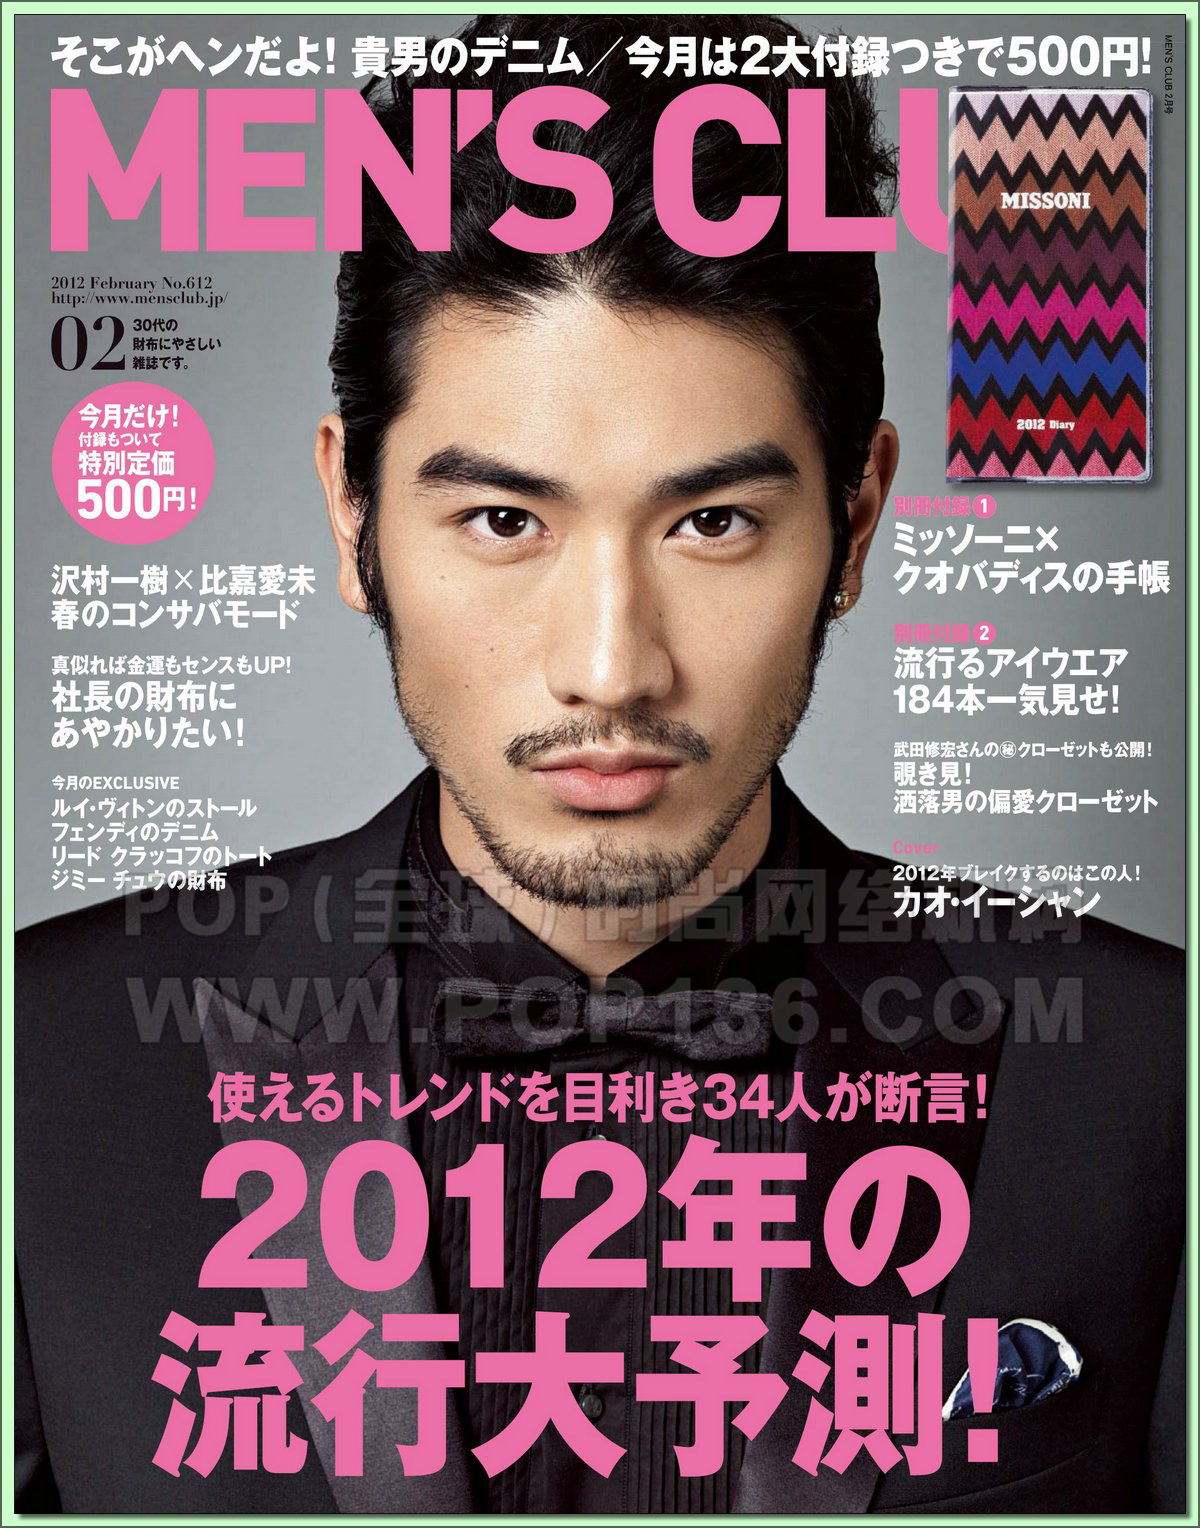 そこがヘンだよ! 貴男のデニム/今月は2大付録つきで500円!
MEN'S CLU
MEN'S CLUB 2月号
MISSONI
2012 Diary
2012 February No.612
http://www.mensclub.jp/
02
30代の
財布にやさしい
雑誌です。
今月だけ!
付録もついて
特別定価
500円!
沢村一樹×比嘉愛未
春のコンサバモード
真似れば金運もセンスもUP!
社長の財布に
あやかりたい!
今月のEXCLUSIVE
ルイ・ヴィトンのストール
フェンディのデニム
リード クラッコフのトート
ジミー チュウの財布
別冊付録1
ミッソーニ×
クオバディスの手帳
別冊付録2
流行るアイウエア
184本一気見せ!
武田修宏さんの㊙クローゼットも公開!
覗き見!
洒落男の偏愛クローゼット
Cover
2012年ブレイクするのはこの人!
カオ・イーシャン
POP(全球)时尚网络机构
WWW.POP136.COM
使えるトレンドを目利き34人が断言!
2012年の
流行大予測!